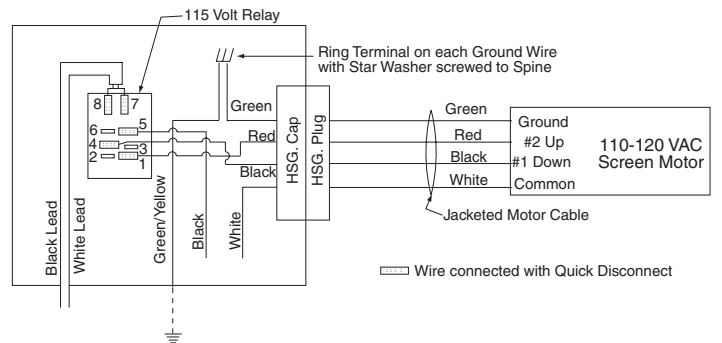 115 Volt Relay
Ring Terminal on each Ground Wire
with Star Washer screwed to Spine
8 7
6 5
4 3
2 1
Green
Red
Black
HSG. Cap
HSG. Plug
Green
Red
Black
White
Ground
#2 Up
#1 Down
Common
110-120 VAC
Screen Motor
Jacketed Motor Cable
Black Lead
White Lead
Green/Yellow
Black
White
Wire connected with Quick Disconnect